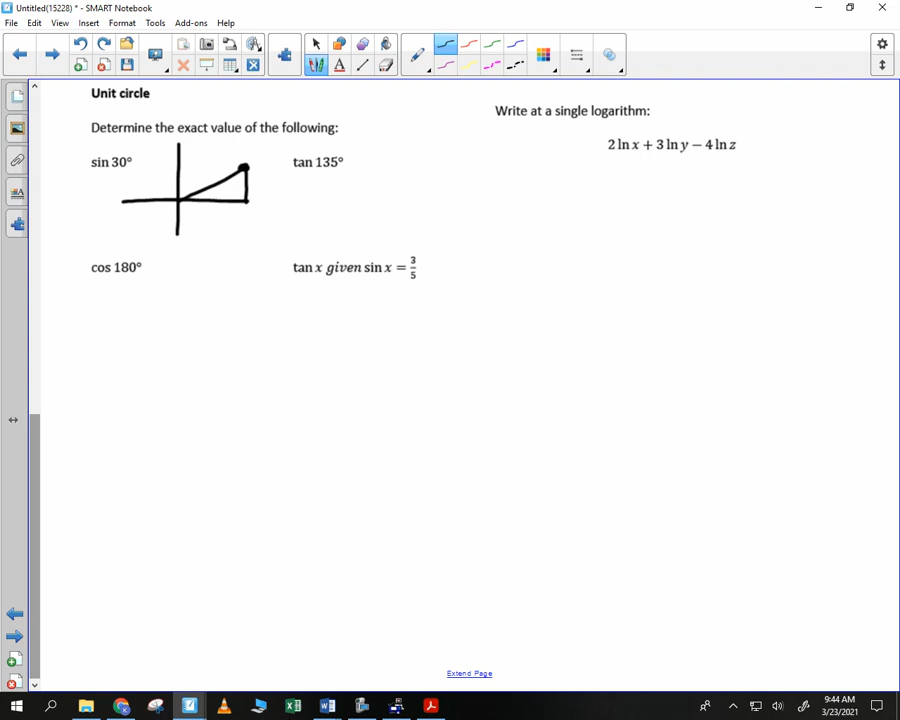 Untitled(15228) * - SMART Notebook
File Edit View Insert Format Tools Add-ons Help
Unit circle
Determine the exact value of the following:
sin 30°
tan 135°
cos 180°
tan x given sin x = 3/5
Write at a single logarithm:
2 ln x + 3 ln y − 4 ln z
Extend Page
9:44 AM
3/23/2021